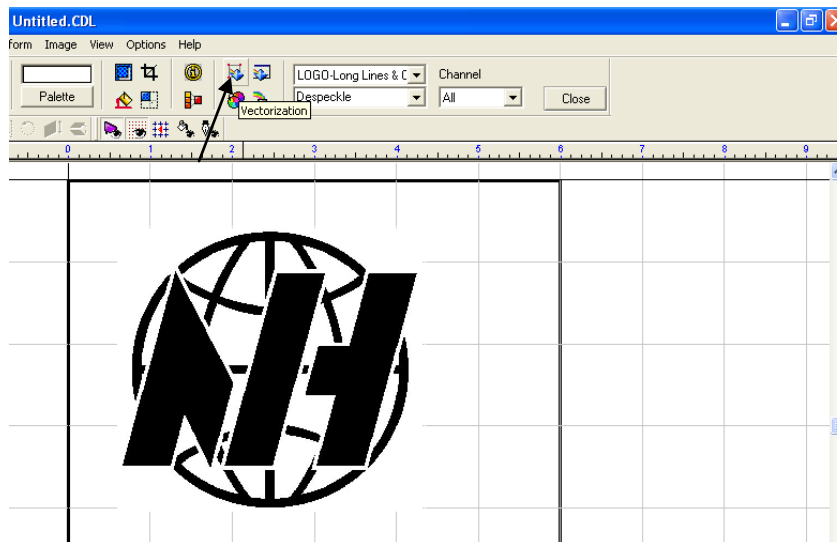 Untitled.CDL
form Image View Options Help
LOGO-Long Lines & C Channel
Palette Despeckle All Close
Vectorization
0 1 2 3 4 5 6 7 8 9
NH